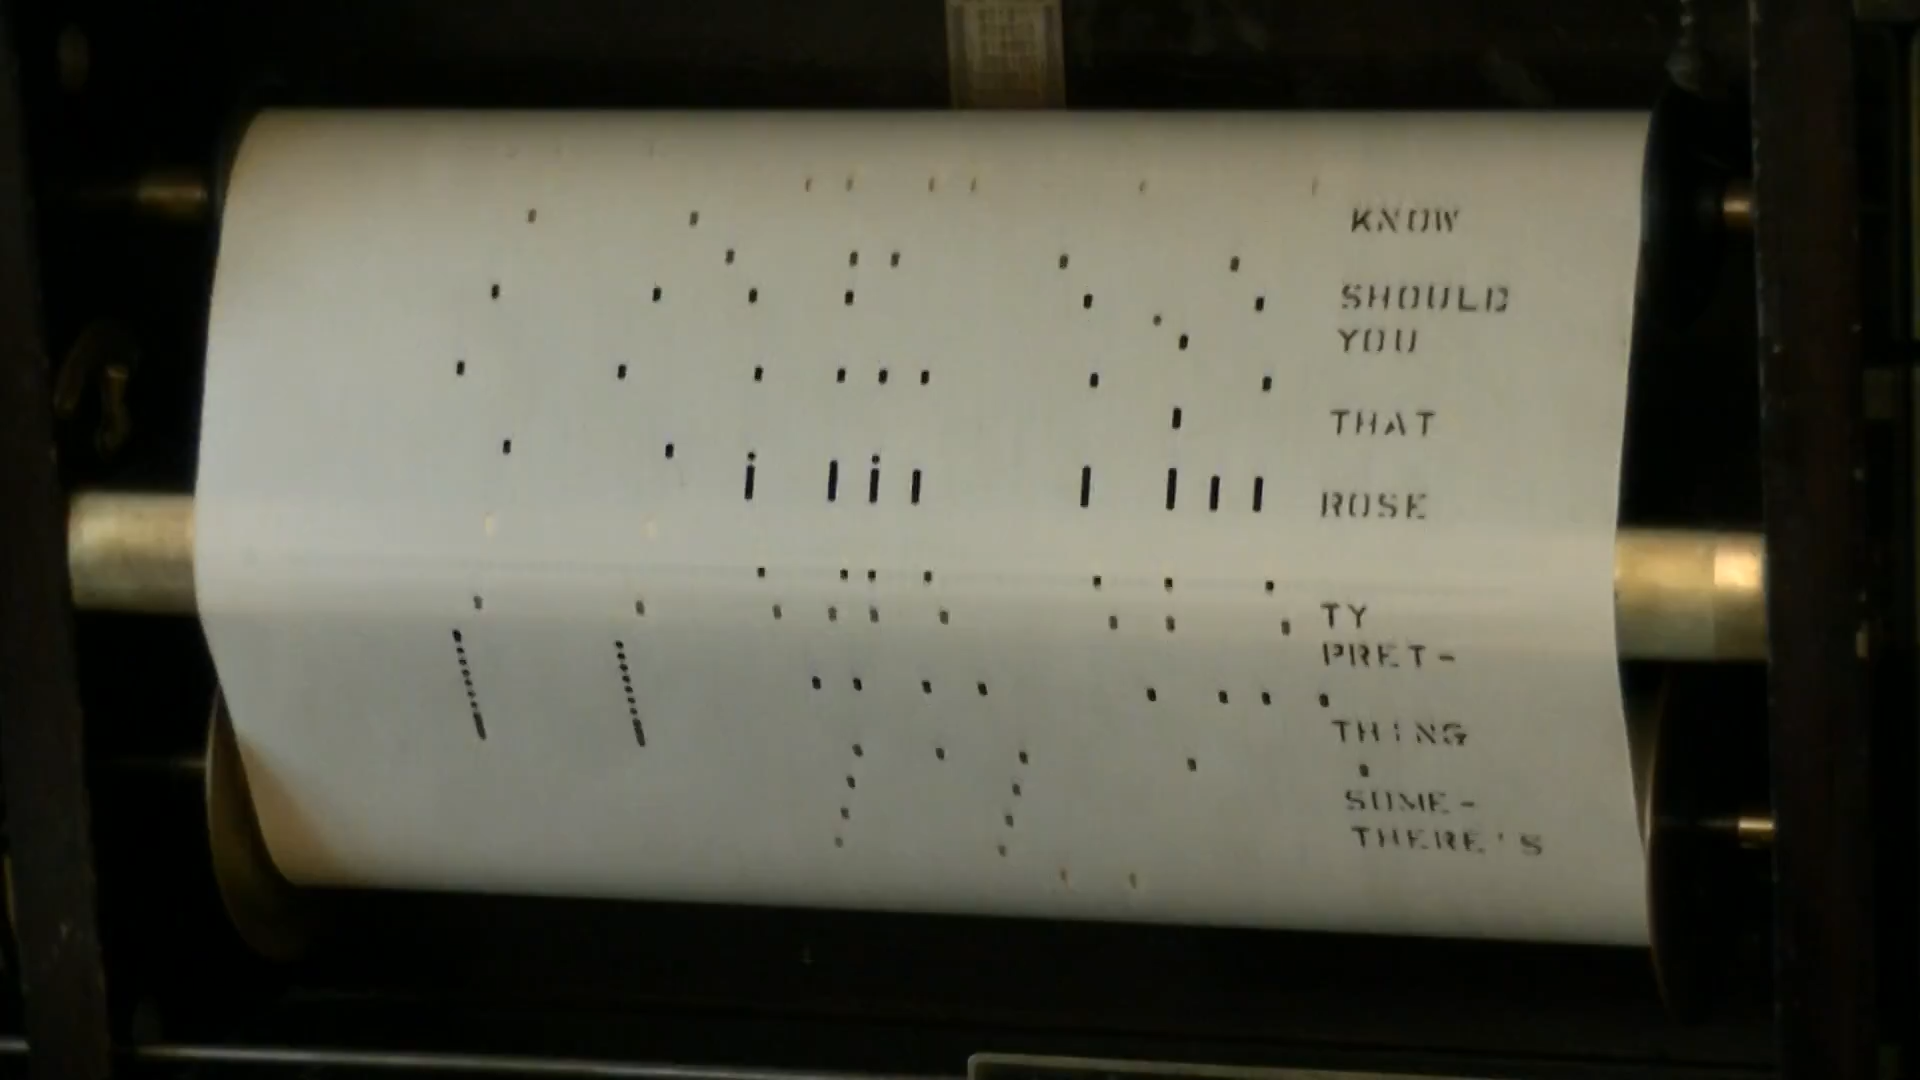 KNOW
SHOULD
YOU
THAT
ROSE
TY
PRET-
THING
SOME-
THERE'S